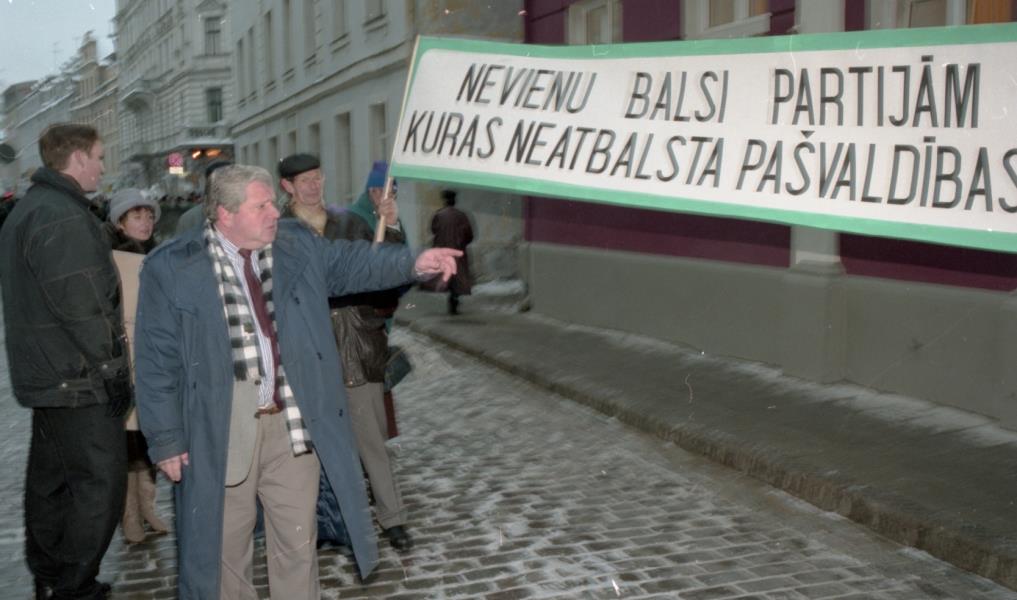 NEVIENU BALSI PARTIJĀM
KURAS NEATBALSTA PAŠVALDĪBAS